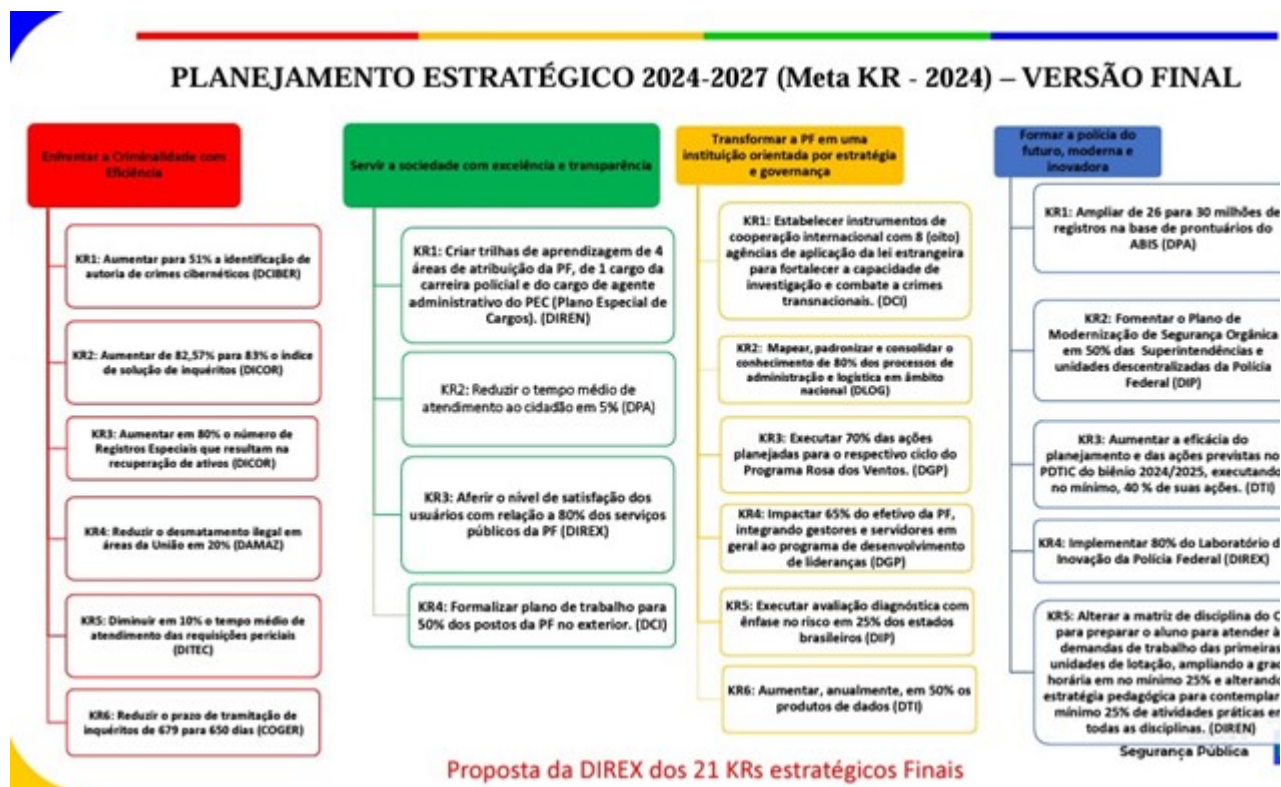 PLANEJAMENTO ESTRATÉGICO 2024-2027 (Meta KR - 2024) – VERSÃO FINAL
Enfrentar a Criminalidade com
Eficiência
KR1: Aumentar para 51% a identificação de
autoria de crimes cibernéticos (DCIBER)
KR2: Aumentar de 82,57% para 83% o índice
de solução de inquéritos (DICOR)
KR3: Aumentar em 80% o número de
Registros Especiais que resultam na
recuperação de ativos (DICOR)
KR4: Reduzir o desmatamento ilegal em
áreas da União em 20% (DAMAZ)
KR5: Diminuir em 10% o tempo médio de
atendimento das requisições periciais
(DITEC)
KR6: Reduzir o prazo de tramitação de
inquéritos de 679 para 650 dias (COGER)
Servir a sociedade com excelência e transparência
KR1: Criar trilhas de aprendizagem de 4
áreas de atribuição da PF, de 1 cargo da
carreira policial e do cargo de agente
administrativo do PEC (Plano Especial de
Cargos). (DIREN)
KR2: Reduzir o tempo médio de
atendimento ao cidadão em 5% (DPA)
KR3: Aferir o nível de satisfação dos
usuários com relação a 80% dos serviços
públicos da PF (DIREX)
KR4: Formalizar plano de trabalho para
50% dos postos da PF no exterior. (DCI)
Transformar a PF em uma
instituição orientada por estratégia
e governança
KR1: Estabelecer instrumentos de
cooperação internacional com 8 (oito)
agências de aplicação da lei estrangeira
para fortalecer a capacidade de
investigação e combate a crimes
transnacionais. (DCI)
KR2: Mapear, padronizar e consolidar o
conhecimento de 80% dos processos de
administração e logística em âmbito
nacional (DLOG)
KR3: Executar 70% das ações
planejadas para o respectivo ciclo do
Programa Rosa dos Ventos. (DGP)
KR4: Impactar 65% do efetivo da PF,
integrando gestores e servidores em
geral ao programa de desenvolvimento
de lideranças (DGP)
KR5: Executar avaliação diagnóstica com
ênfase no risco em 25% dos estados
brasileiros (DIP)
KR6: Aumentar, anualmente, em 50% os
produtos de dados (DTI)
Formar a polícia do
futuro, moderna e
inovadora
KR1: Ampliar de 26 para 30 milhões de
registros na base de prontuários do
ABIS (DPA)
KR2: Fomentar o Plano de
Modernização de Segurança Orgânica
em 50% das Superintendências e
unidades descentralizadas da Polícia
Federal (DIP)
KR3: Aumentar a eficácia do
planejamento e das ações previstas no
PDTIC do biênio 2024/2025, executando
no mínimo, 40 % de suas ações. (DTI)
KR4: Implementar 80% do Laboratório
Inovação da Polícia Federal (DIREX)
KR5: Alterar a matriz de disciplina do
para preparar o aluno para atender
demandas de trabalho das primeiras
unidades de lotação, ampliando a
horária em no mínimo 25% e alterando
estratégia pedagógica para contemplar
mínimo 25% de atividades práticas
todas as disciplinas. (DIREN)
Segurança Pública
Proposta da DIREX dos 21 KRs estratégicos Finais